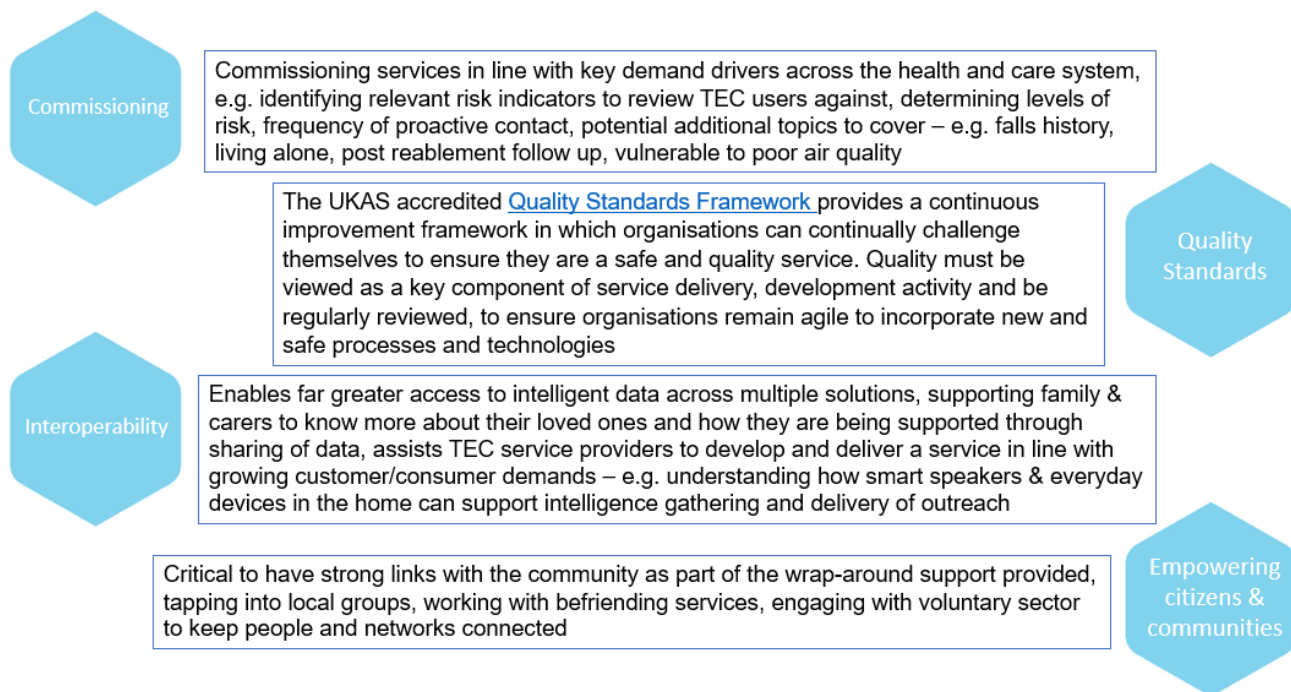 Commissioning
Commissioning services in line with key demand drivers across the health and care system,
e.g. identifying relevant risk indicators to review TEC users against, determining levels of
risk, frequency of proactive contact, potential additional topics to cover – e.g. falls history,
living alone, post reablement follow up, vulnerable to poor air quality
The UKAS accredited Quality Standards Framework provides a continuous
improvement framework in which organisations can continually challenge
themselves to ensure they are a safe and quality service. Quality must be
viewed as a key component of service delivery, development activity and be
regularly reviewed, to ensure organisations remain agile to incorporate new and
safe processes and technologies
Quality
Standards
Interoperability
Enables far greater access to intelligent data across multiple solutions, supporting family &
carers to know more about their loved ones and how they are being supported through
sharing of data, assists TEC service providers to develop and deliver a service in line with
growing customer/consumer demands – e.g. understanding how smart speakers & everyday
devices in the home can support intelligence gathering and delivery of outreach
Critical to have strong links with the community as part of the wrap-around support provided,
tapping into local groups, working with befriending services, engaging with voluntary sector
to keep people and networks connected
Empowering
citizens &
communities